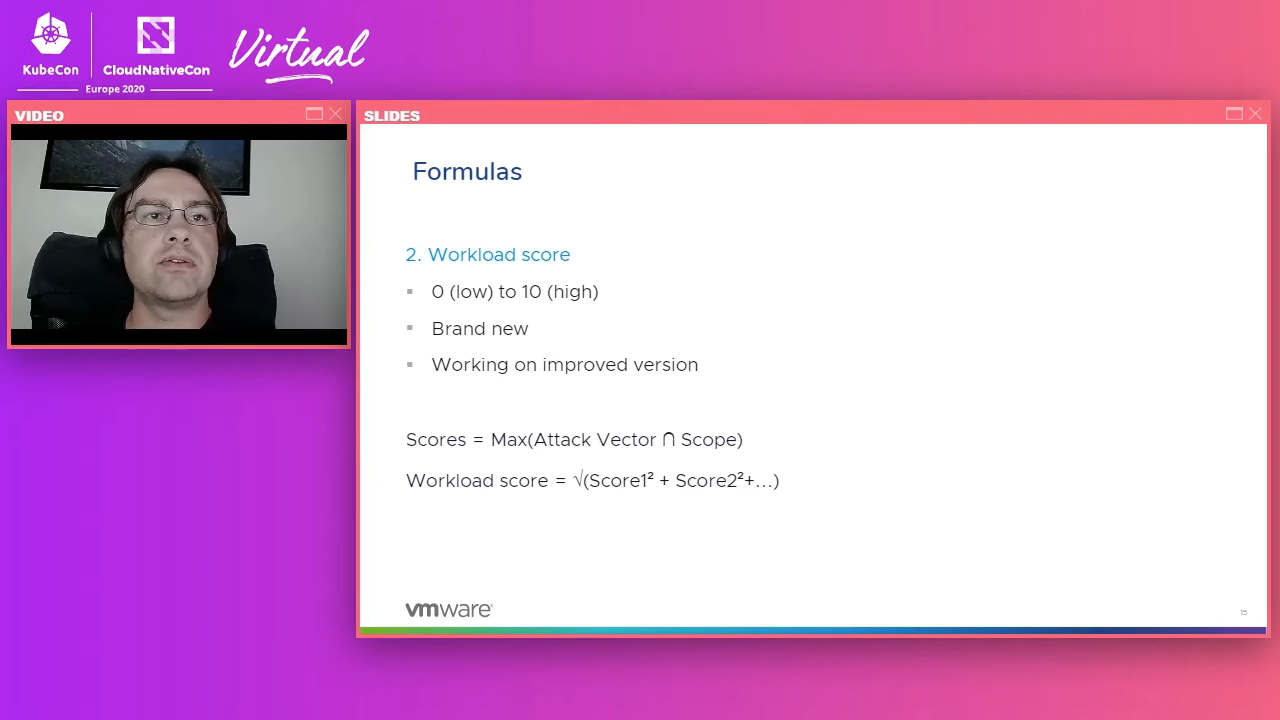 KubeCon
CloudNativeCon
Europe 2020
Virtual
VIDEO
SLIDES
Formulas
2. Workload score
▪ 0 (low) to 10 (high)
▪ Brand new
▪ Working on improved version
Scores = Max(Attack Vector ∩ Scope)
Workload score = √(Score1² + Score2²+…)
vmware®
15